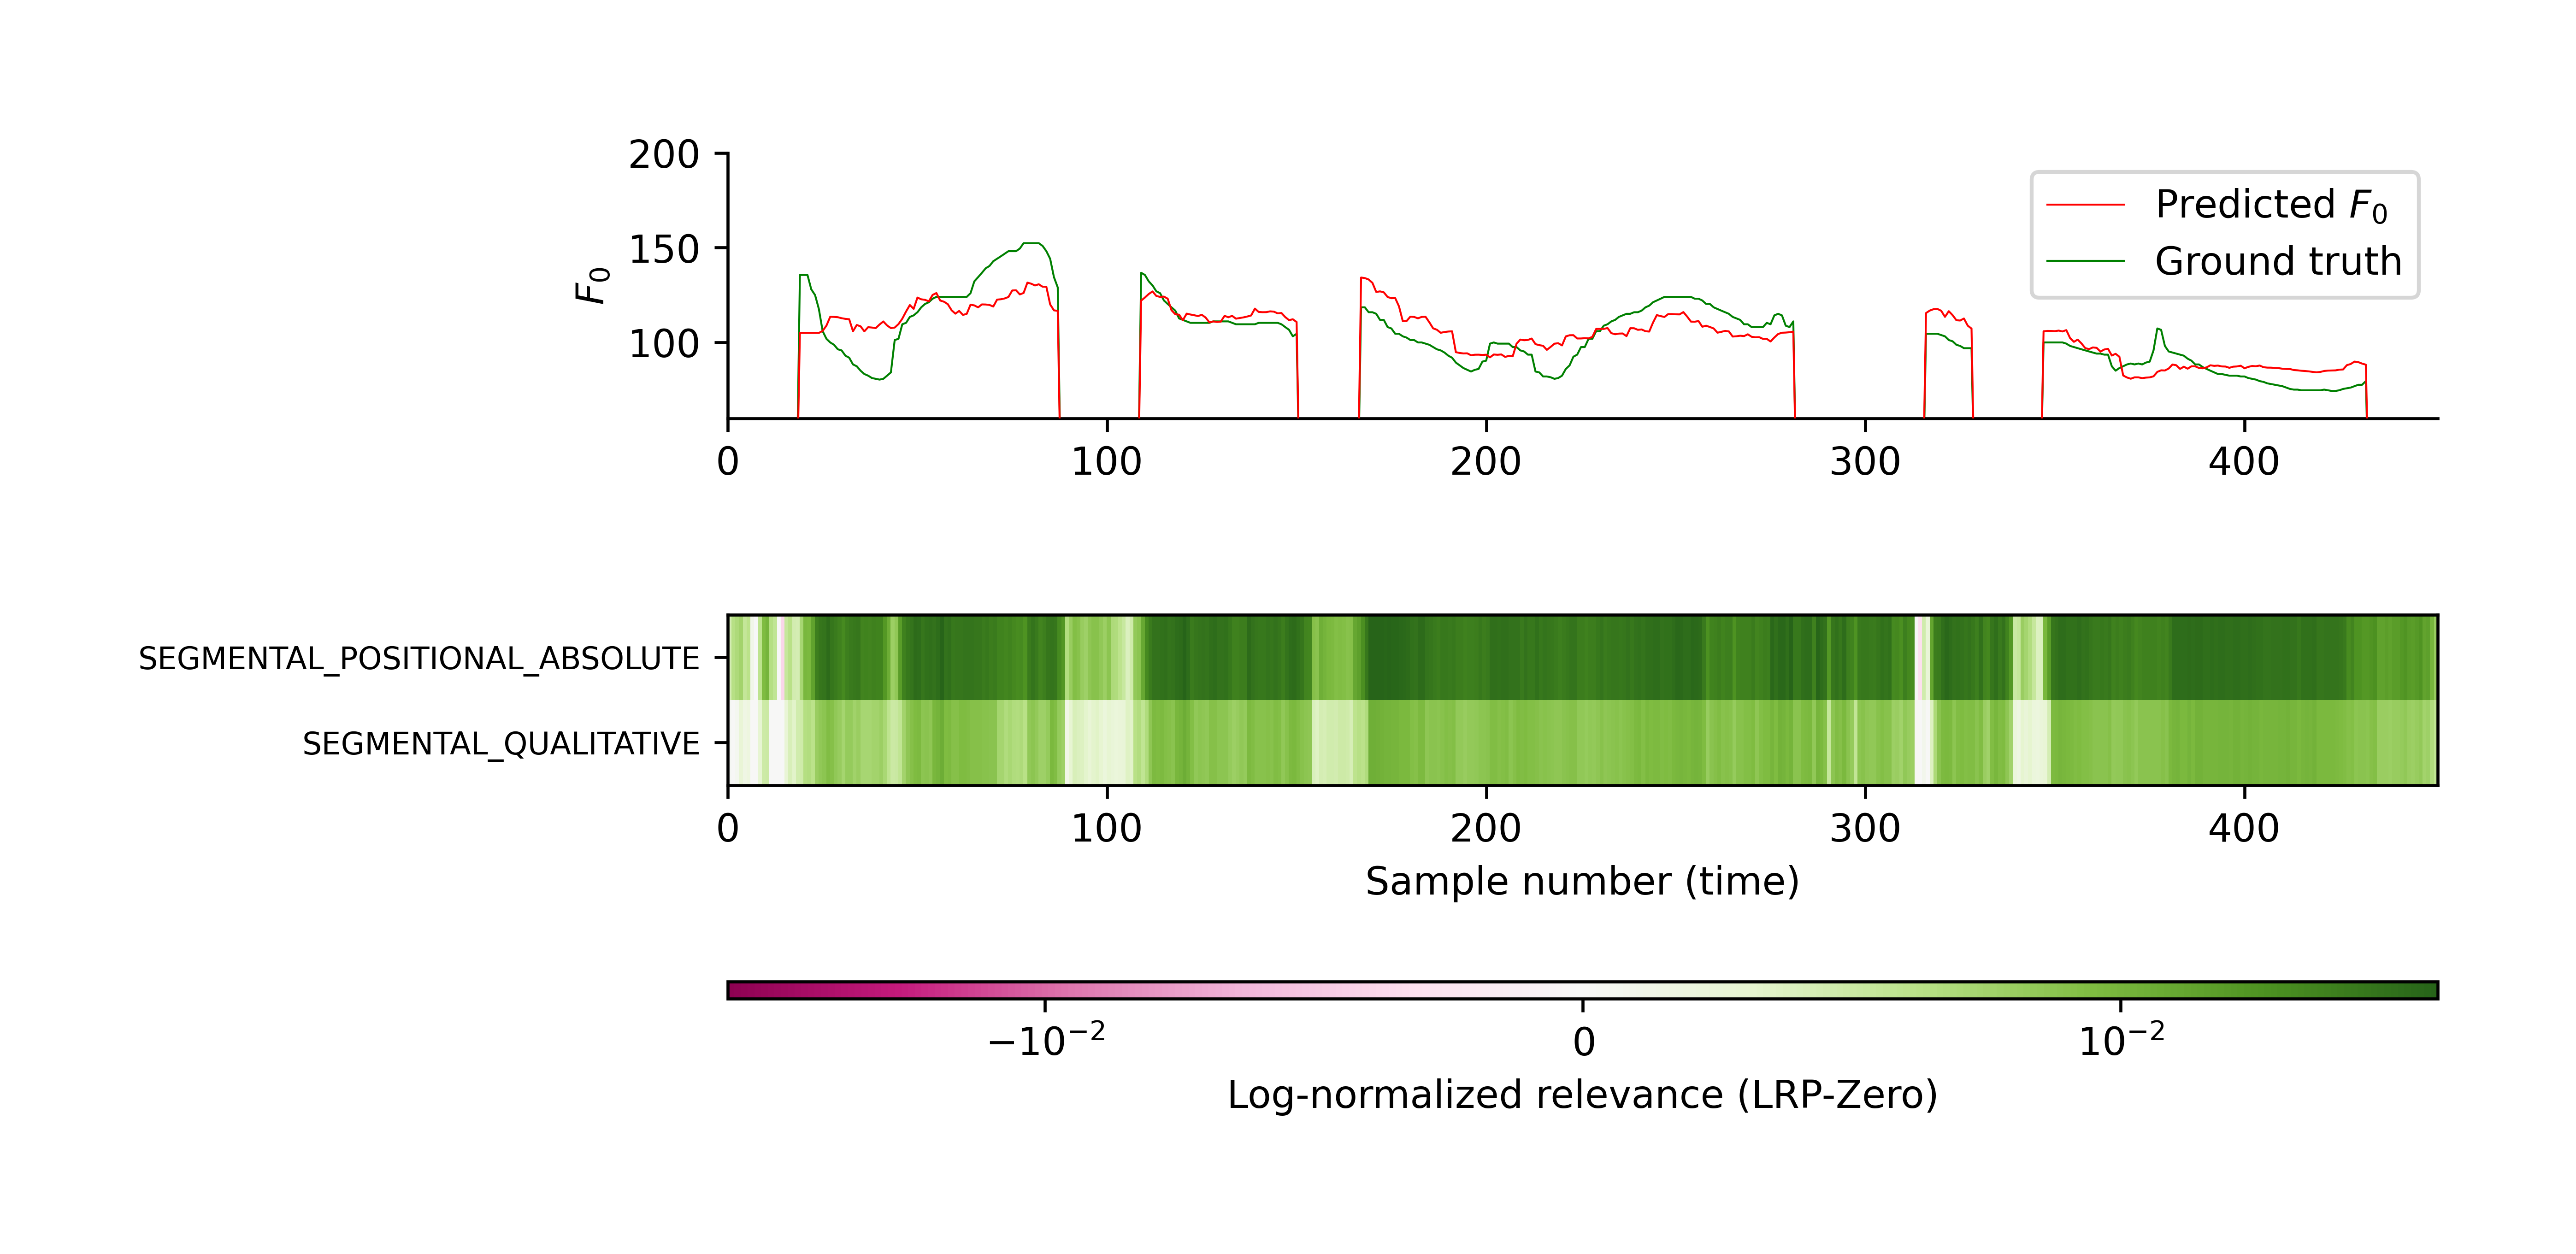 200
150
100
F₀
Predicted F₀
Ground truth
0 100 200 300 400
SEGMENTAL_POSITIONAL_ABSOLUTE
SEGMENTAL_QUALITATIVE
0 100 200 300 400
Sample number (time)
−10⁻² 0 10⁻²
Log-normalized relevance (LRP-Zero)